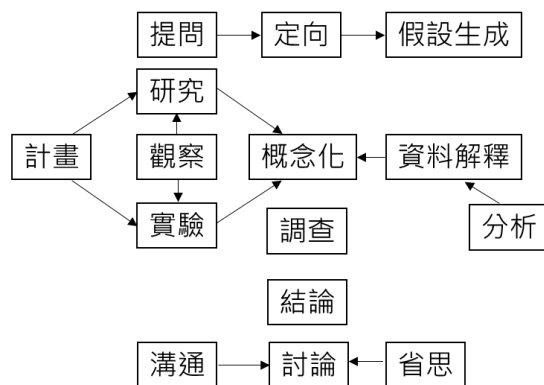 提問
定向
假設生成
研究
計畫
觀察
概念化
資料解釋
實驗
調查
分析
結論
溝通
討論
省思